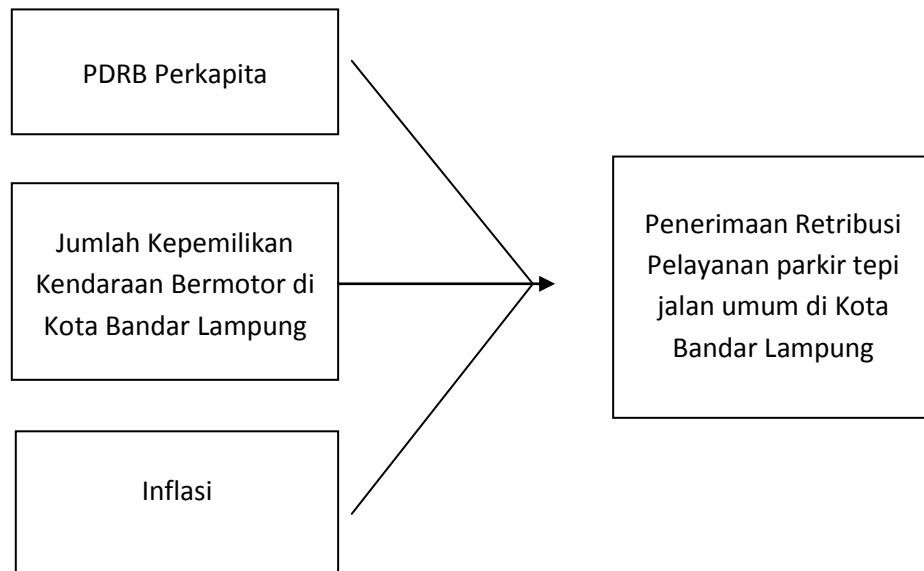 PDRB Perkapita
Jumlah Kepemilikan
Kendaraan Bermotor di
Kota Bandar Lampung
Inflasi
Penerimaan Retribusi
Pelayanan parkir tepi
jalan umum di Kota
Bandar Lampung